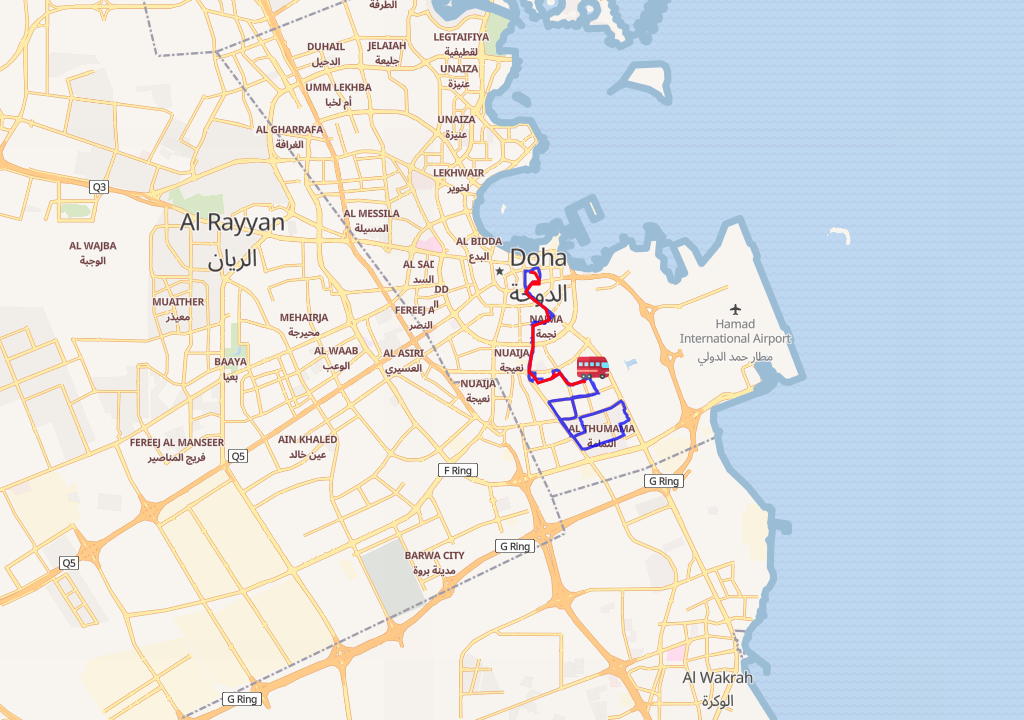 الطرفة
LEGTAIFIYA
لقطيفية
DUHAIL
الدحيل
JELAIAH
جليعة
UNAIZA
عنيزة
UMM LEKHBA
أم لخبا
AL GHARRAFA
الغرافة
UNAIZA
عنيزة
LEKHWAIR
لخوير
Q3
Al Rayyan
الريان
AL MESSILA
المسيلة
AL WAJBA
الوجبة
AL BIDDA
البدع
Doha
الدوحة
AL SAD
السد
DD
MUAITHER
معيذر
MEHAIRJA
محيرجة
FEREEJ A
النصر
NAJMA
نجمة
Hamad
International Airport
مطار حمد الدولي
AL WAAB
الوعب
AL ASIRI
العسيري
NUAIJA
نعيجة
BAAYA
بعيا
NUAIJA
نعيجة
AL THUMAMA
الثمامة
FEREEJ AL MANSEER
فريج المناصير
AIN KHALED
عين خالد
Q5
F Ring
G Ring
G Ring
BARWA CITY
مدينة بروة
Q5
Al Wakrah
الوكرة
G Ring